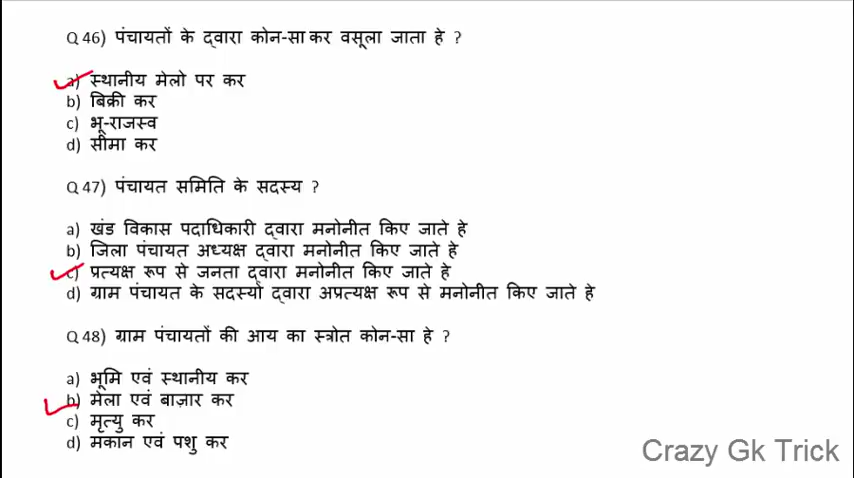 Q 46) पंचायतों के द्वारा कोन-सा कर वसूला जाता हे ?
a) स्थानीय मेलो पर कर
b) बिक्री कर
c) भू-राजस्व
d) सीमा कर
Q 47) पंचायत समिति के सदस्य ?
a) खंड विकास पदाधिकारी द्वारा मनोनीत किए जाते हे
b) जिला पंचायत अध्यक्ष द्वारा मनोनीत किए जाते हे
c) प्रत्यक्ष रूप से जनता द्वारा मनोनीत किए जाते हे
d) ग्राम पंचायत के सदस्यो द्वारा अप्रत्यक्ष रूप से मनोनीत किए जाते हे
Q 48) ग्राम पंचायतों की आय का स्त्रोत कोन-सा हे ?
a) भूमि एवं स्थानीय कर
b) मेला एवं बाज़ार कर
c) मृत्यु कर
d) मकान एवं पशु कर
Crazy Gk Trick